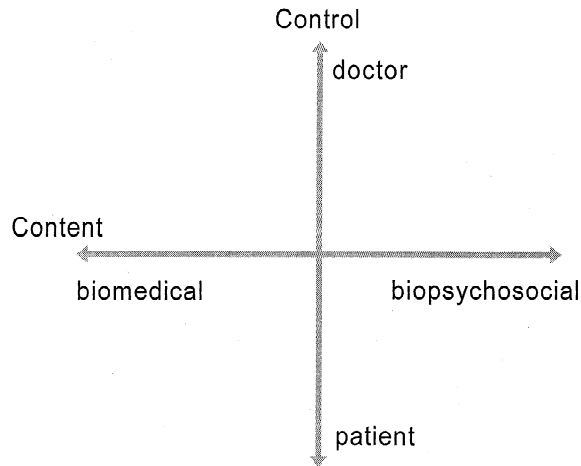 Control
doctor
Content
biomedical
biopsychosocial
patient